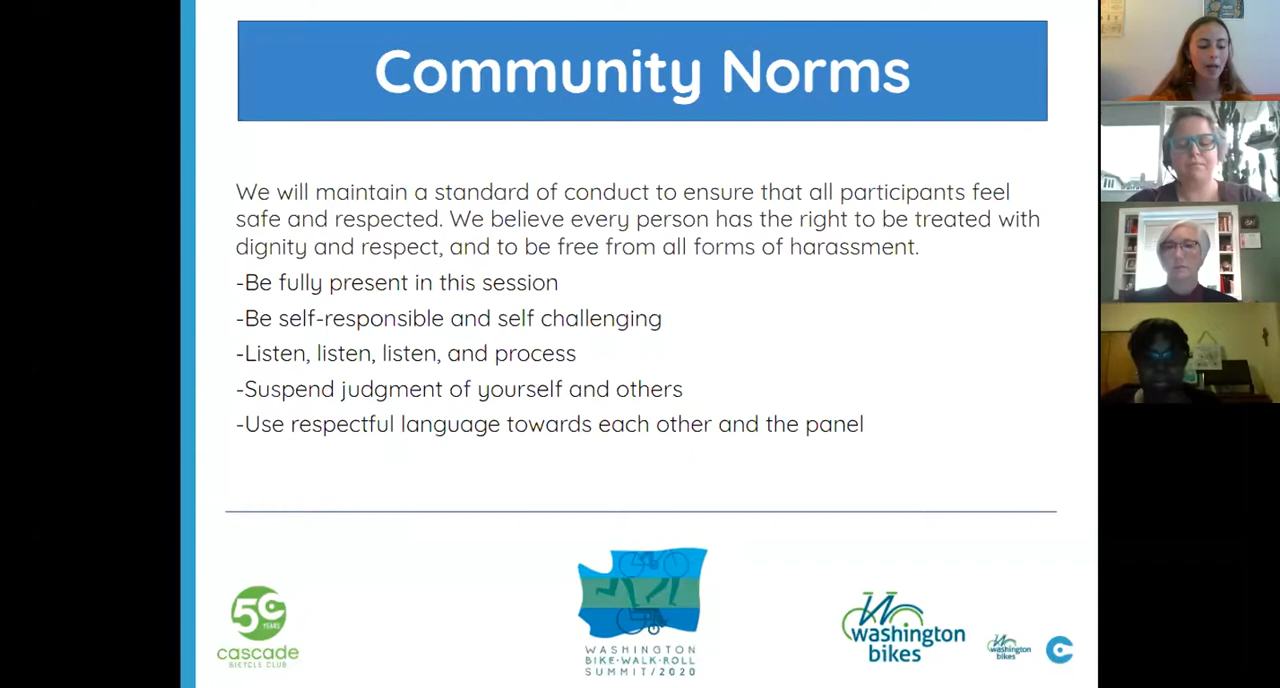 Community Norms
We will maintain a standard of conduct to ensure that all participants feel
safe and respected. We believe every person has the right to be treated with
dignity and respect, and to be free from all forms of harassment.
-Be fully present in this session
-Be self-responsible and self challenging
-Listen, listen, listen, and process
-Suspend judgment of yourself and others
-Use respectful language towards each other and the panel
50
YEARS
cascade
BICYCLE CLUB
WASHINGTON
BIKE•WALK•ROLL
SUMMIT/2020
washington
bikes
washington
bikes